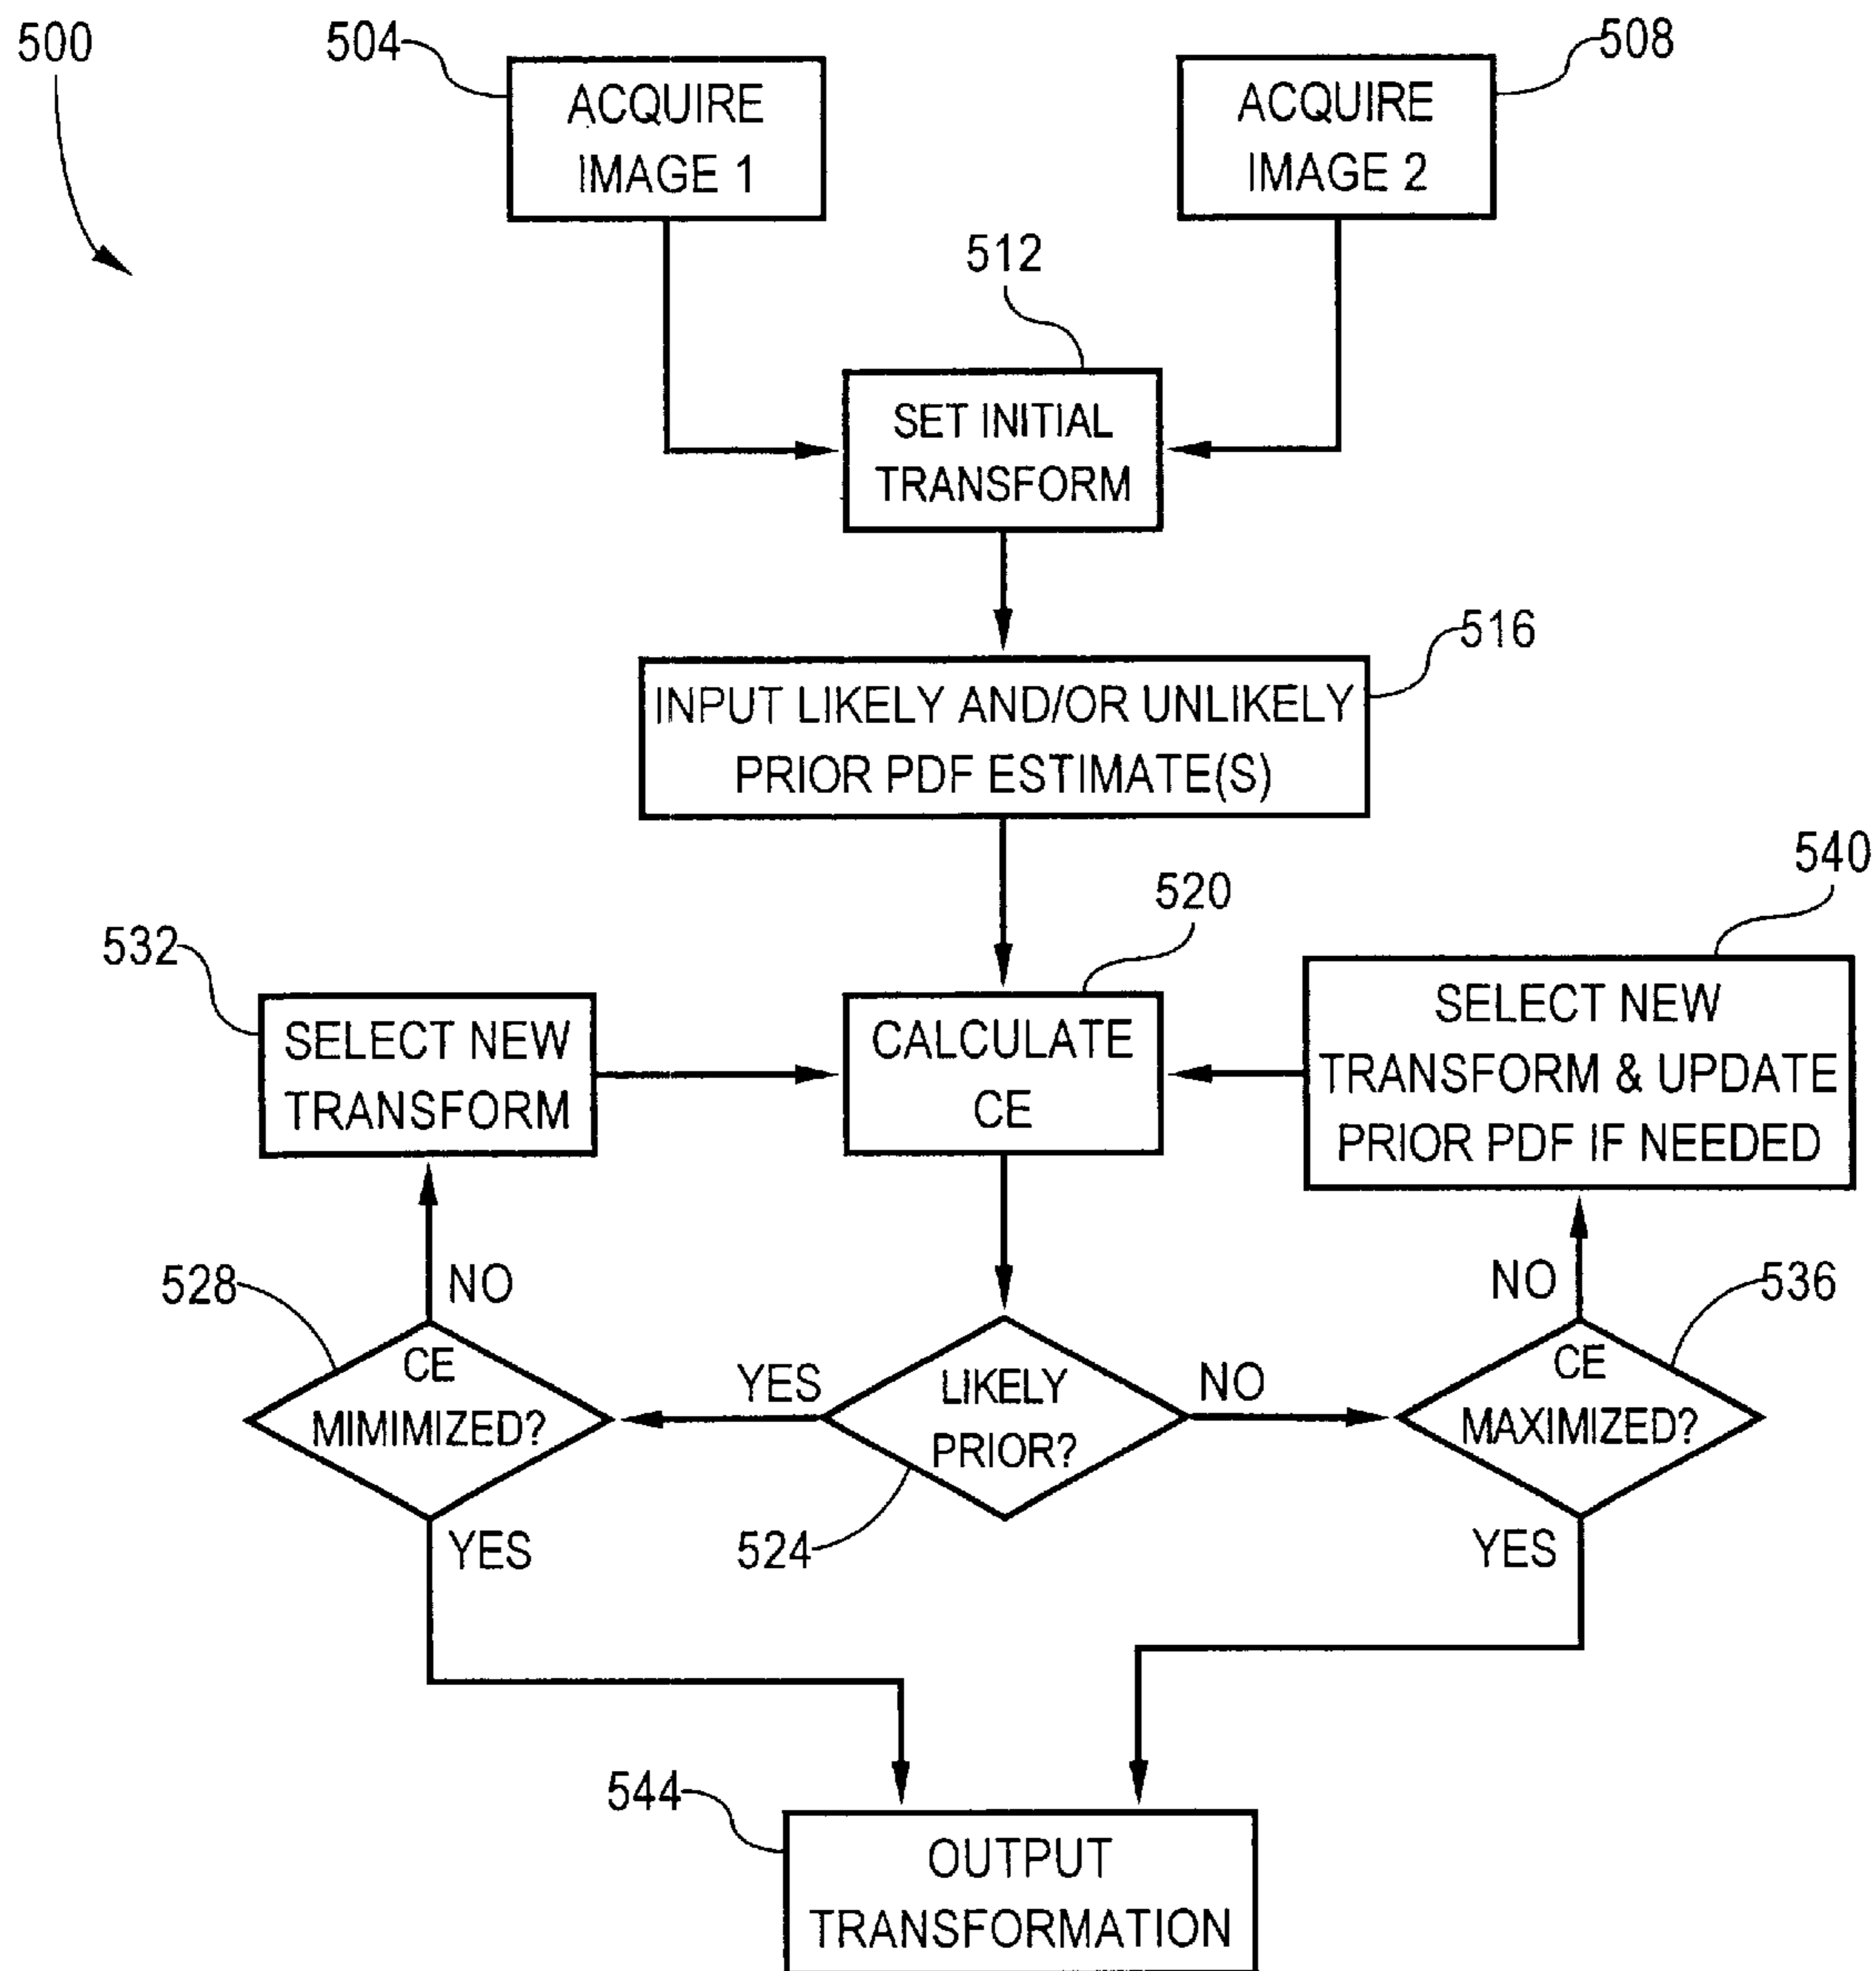 500
504
ACQUIRE
IMAGE 1
508
ACQUIRE
IMAGE 2
512
SET INITIAL
TRANSFORM
516
INPUT LIKELY AND/OR UNLIKELY
PRIOR PDF ESTIMATE(S)
520
CALCULATE
CE
532
SELECT NEW
TRANSFORM
540
SELECT NEW
TRANSFORM & UPDATE
PRIOR PDF IF NEEDED
528
NO
CE
MIMIMIZED?
YES
YES
LIKELY
PRIOR?
524
NO
NO
536
CE
MAXIMIZED?
YES
544
OUTPUT
TRANSFORMATION